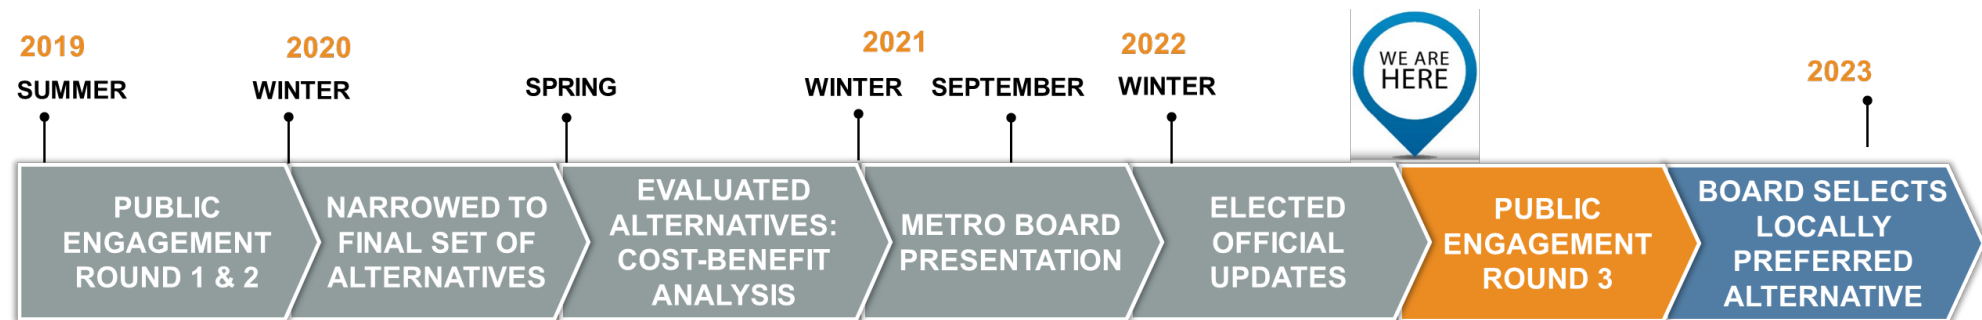 2019
SUMMER
2020
WINTER
SPRING
2021
WINTER
SEPTEMBER
2022
WINTER
WE ARE
HERE
2023
PUBLIC
ENGAGEMENT
ROUND 1 & 2
NARROWED TO
FINAL SET OF
ALTERNATIVES
EVALUATED
ALTERNATIVES:
COST-BENEFIT
ANALYSIS
METRO BOARD
PRESENTATION
ELECTED
OFFICIAL
UPDATES
PUBLIC
ENGAGEMENT
ROUND 3
BOARD SELECTS
LOCALLY
PREFERRED
ALTERNATIVE